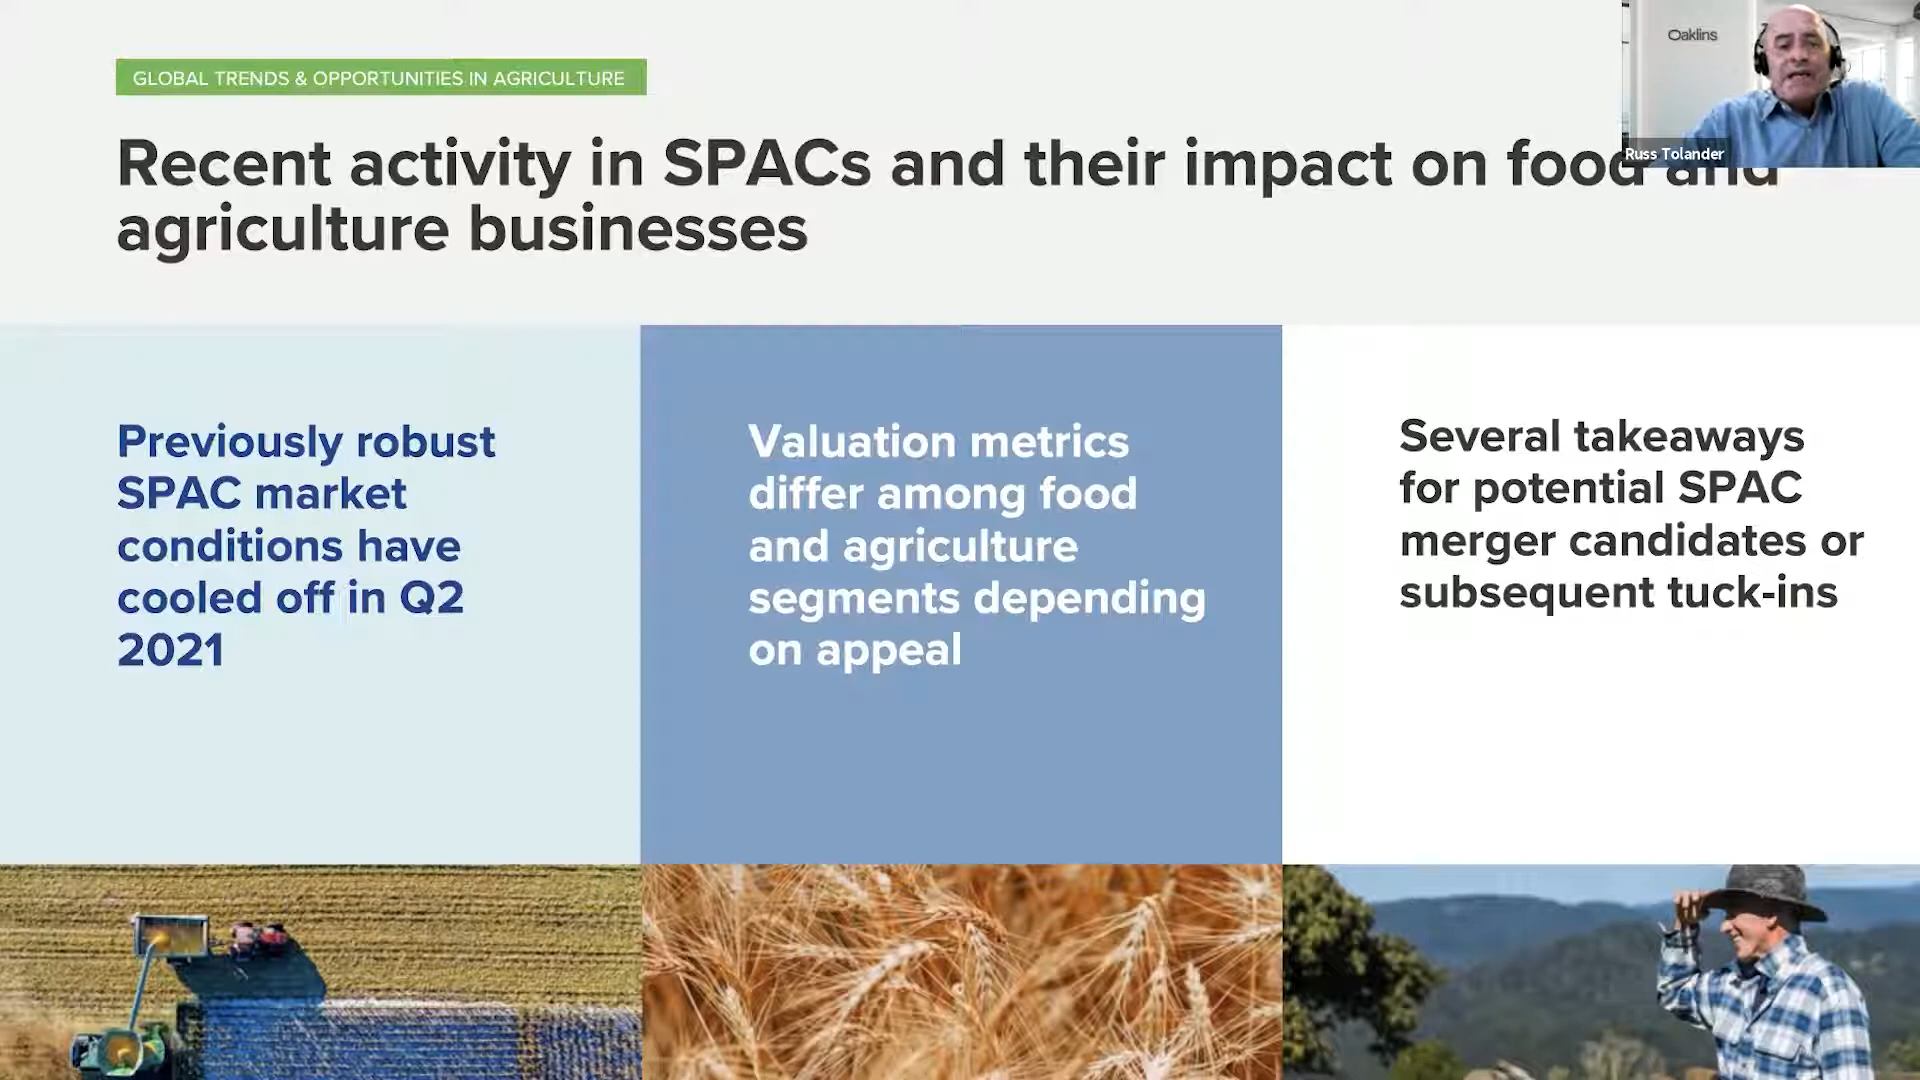 GLOBAL TRENDS & OPPORTUNITIES IN AGRICULTURE
Oaklins
Russ Tolander
Recent activity in SPACs and their impact on food and
agriculture businesses
Previously robust
SPAC market
conditions have
cooled off in Q2
2021
Valuation metrics
differ among food
and agriculture
segments depending
on appeal
Several takeaways
for potential SPAC
merger candidates or
subsequent tuck-ins